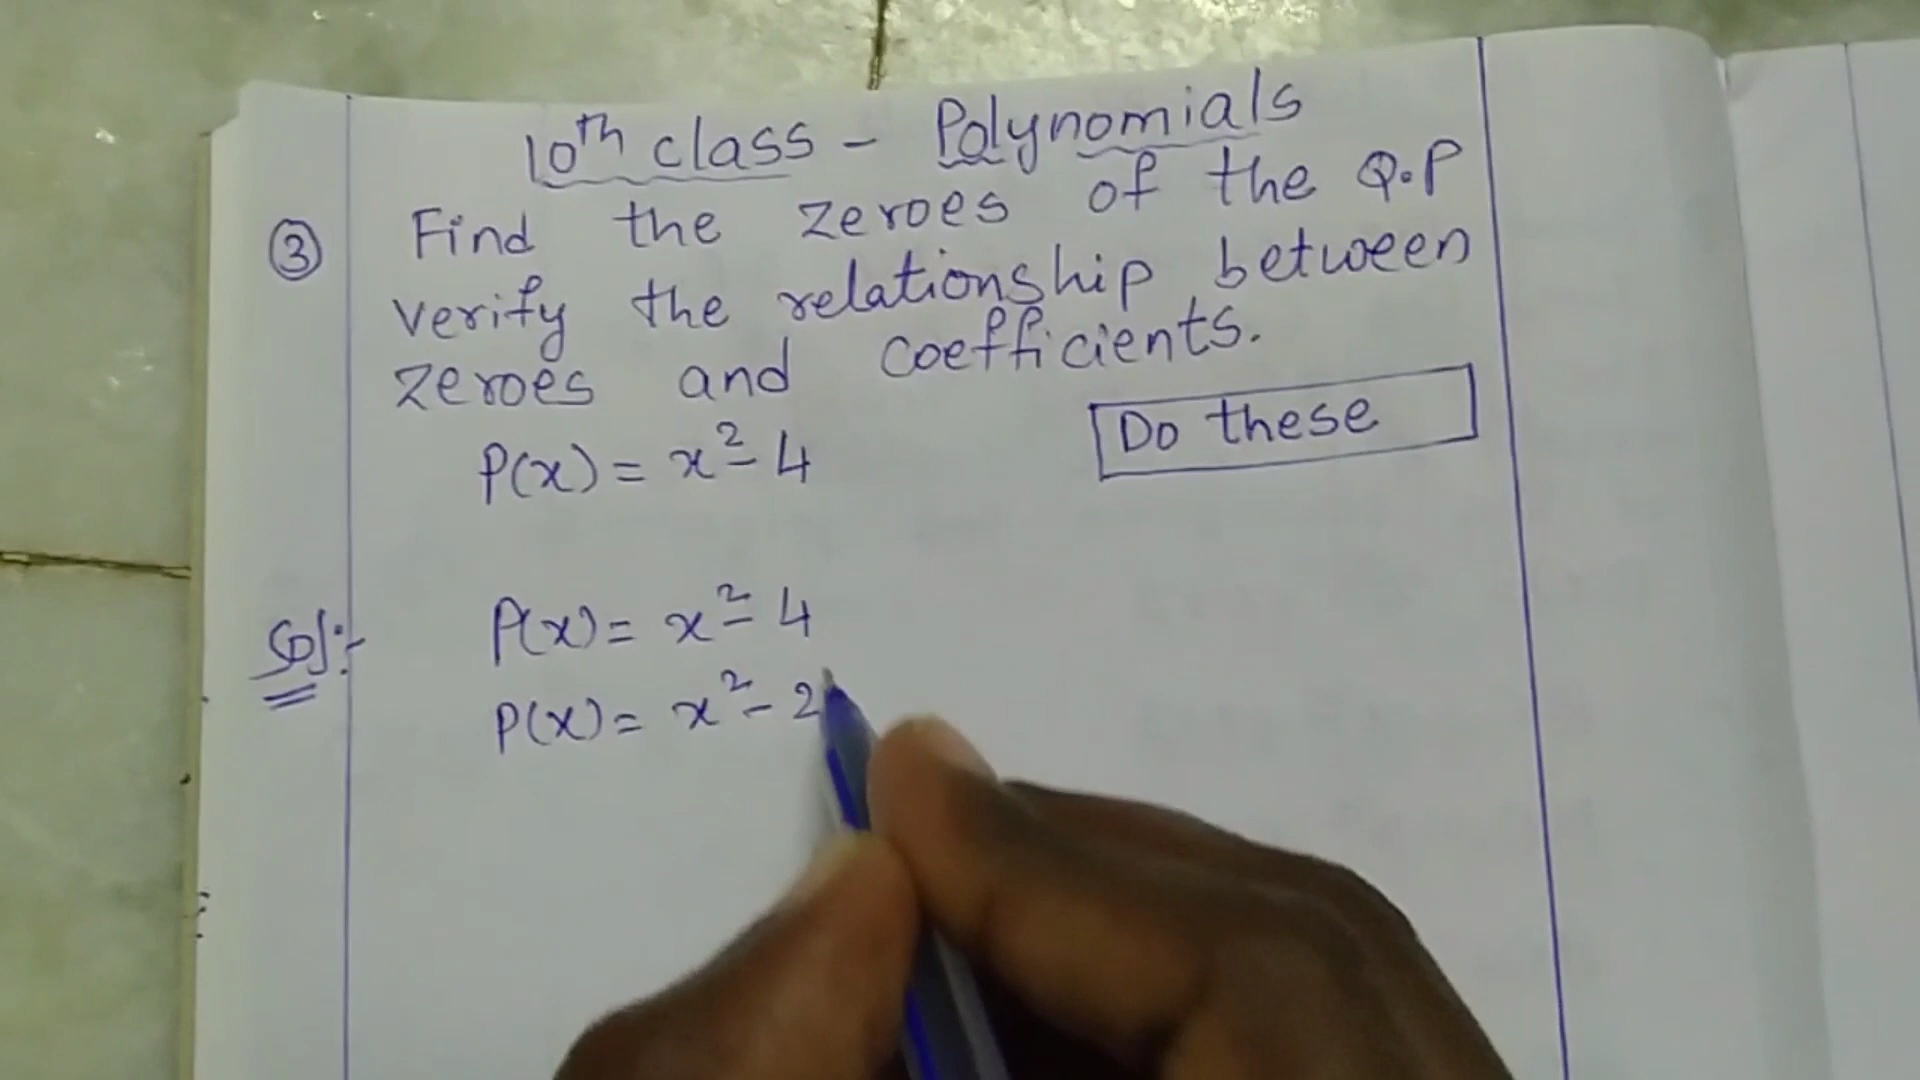 10th class - Polynomials
③ Find the zeroes of the Q.P
verify the relationship between
zeroes and coefficients.
Do these
P(x) = x² - 4
Sol:- P(x) = x² - 4
P(x) = x² - 2